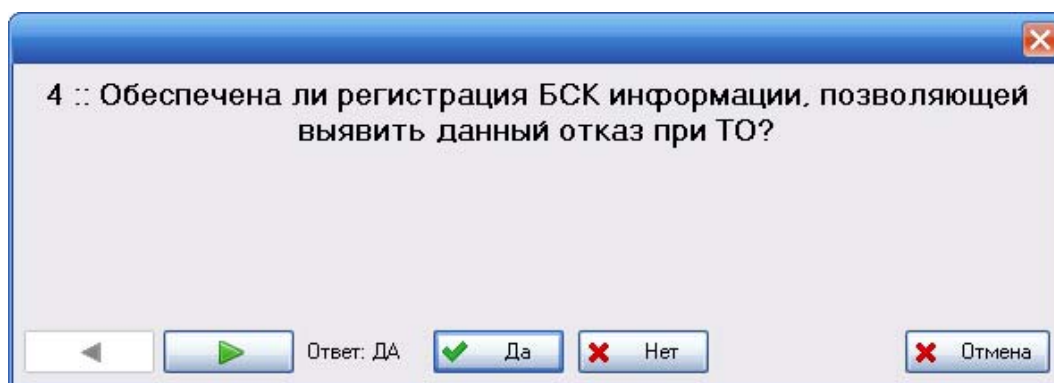 4 :: Обеспечена ли регистрация БСК информации, позволяющей
выявить данный отказ при ТО?
Ответ: ДА Да Нет Отмена